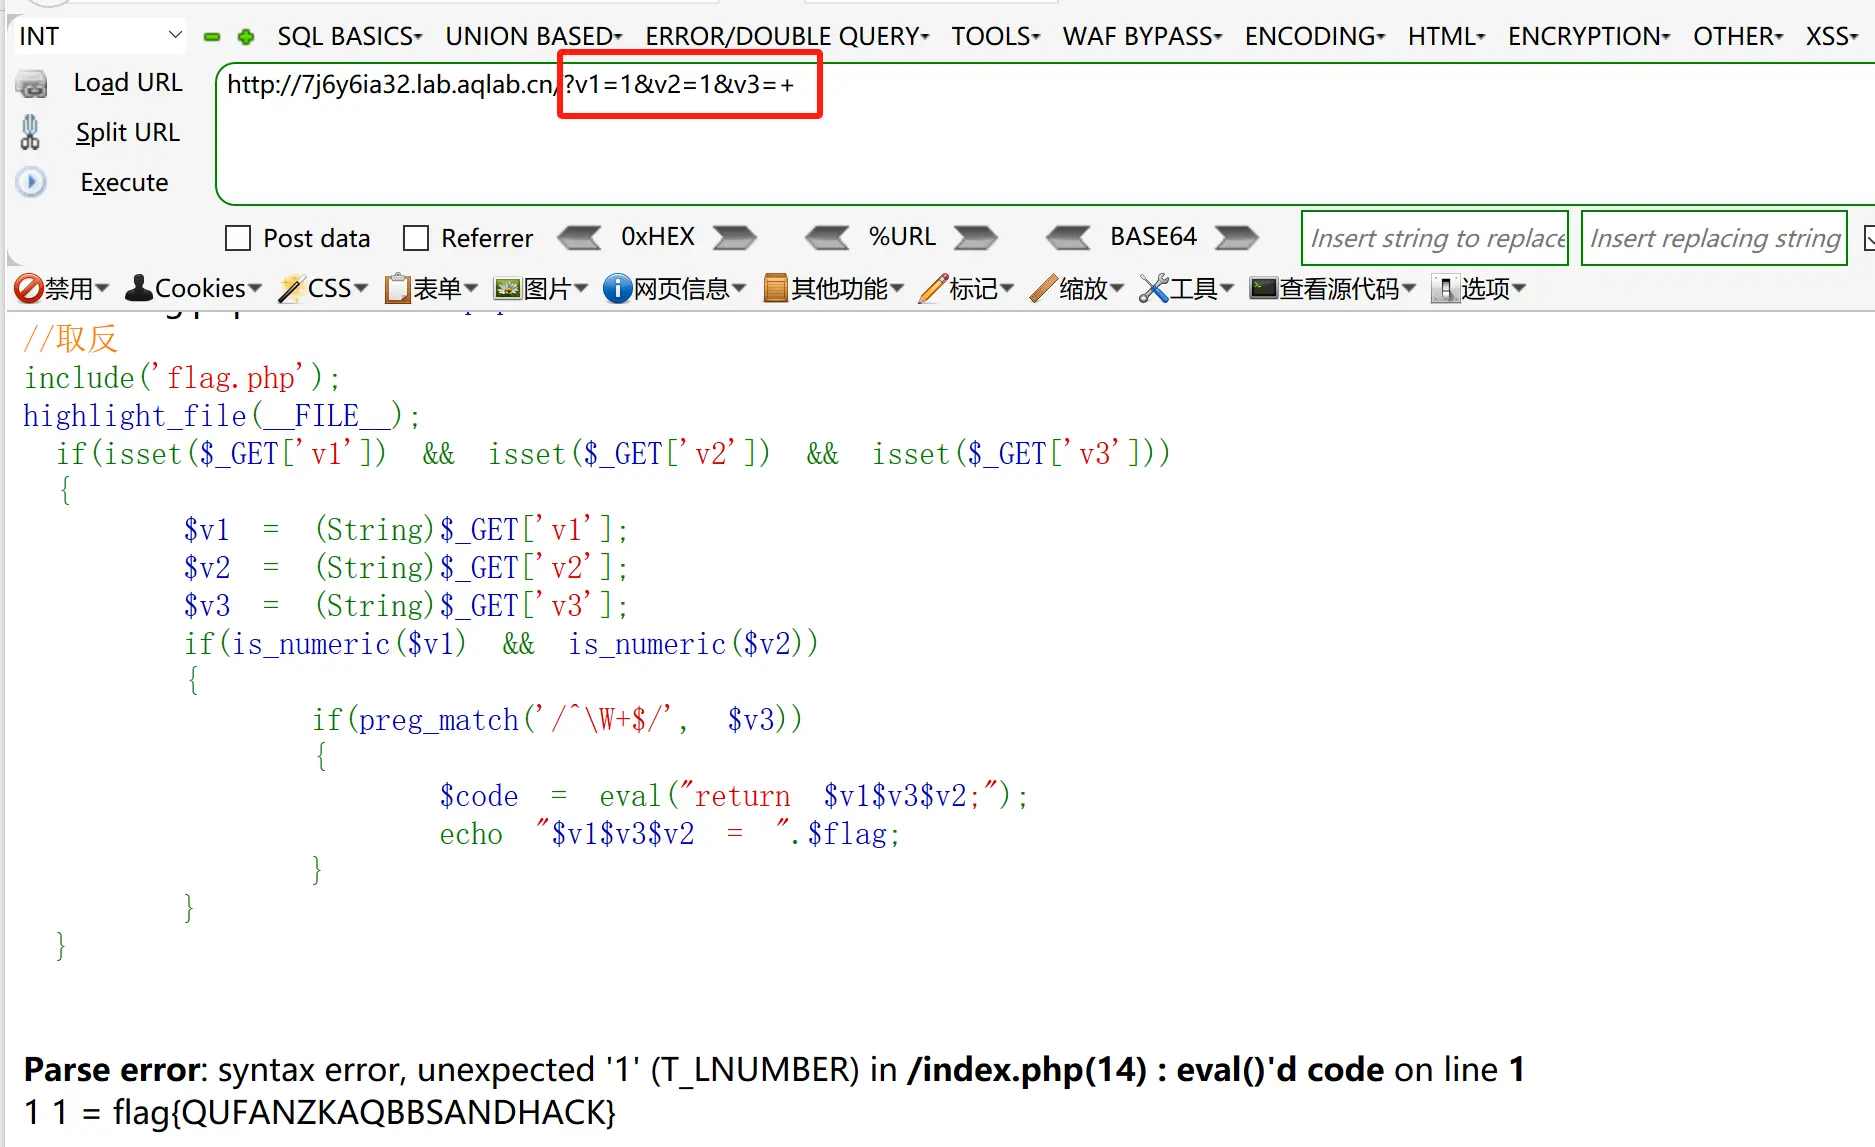 INT SQL BASICS UNION BASED ERROR/DOUBLE QUERY TOOLS WAF BYPASS ENCODING HTML ENCRYPTION OTHER XSS
Load URL http://7j6y6ia32.lab.aqlab.cn/?v1=1&v2=1&v3=+
Split URL
Execute
Post data Referrer 0xHEX %URL BASE64 Insert string to replace Insert replacing string
禁用 Cookies CSS 表单 图片 网页信息 其他功能 标记 缩放 工具 查看源代码 选项
//取反
include('flag.php');
highlight_file(__FILE__);
if(isset($_GET['v1']) && isset($_GET['v2']) && isset($_GET['v3']))
{
$v1 = (String)$_GET['v1'];
$v2 = (String)$_GET['v2'];
$v3 = (String)$_GET['v3'];
if(is_numeric($v1) && is_numeric($v2))
{
if(preg_match('/^\W+$/', $v3))
{
$code = eval("return $v1$v3$v2;");
echo "$v1$v3$v2 = ".$flag;
}
}
}
Parse error: syntax error, unexpected '1' (T_LNUMBER) in /index.php(14) : eval()'d code on line 1
1 1 = flag{QUFANZKAQBBSANDHACK}